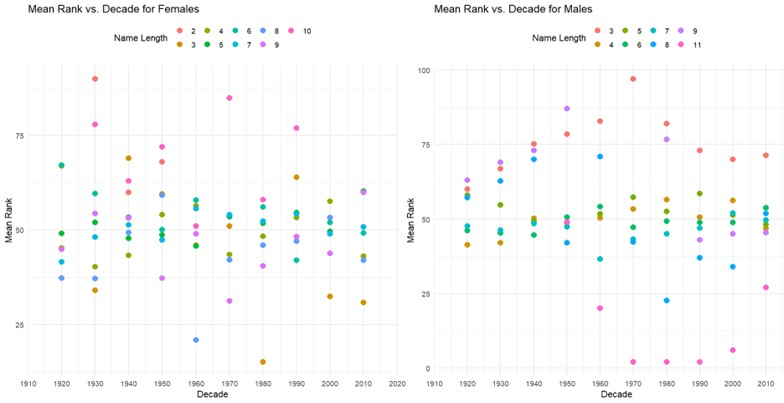 Mean Rank vs. Decade for Females
Name Length
2 4 6 8 10
3 5 7 9
75
50
25
Mean Rank
1910 1920 1930 1940 1950 1960 1970 1980 1990 2000 2010 2020
Decade
Mean Rank vs. Decade for Males
Name Length
3 5 7 9
4 6 8 11
100
75
50
25
0
Mean Rank
1910 1920 1930 1940 1950 1960 1970 1980 1990 2000 2010
Decade